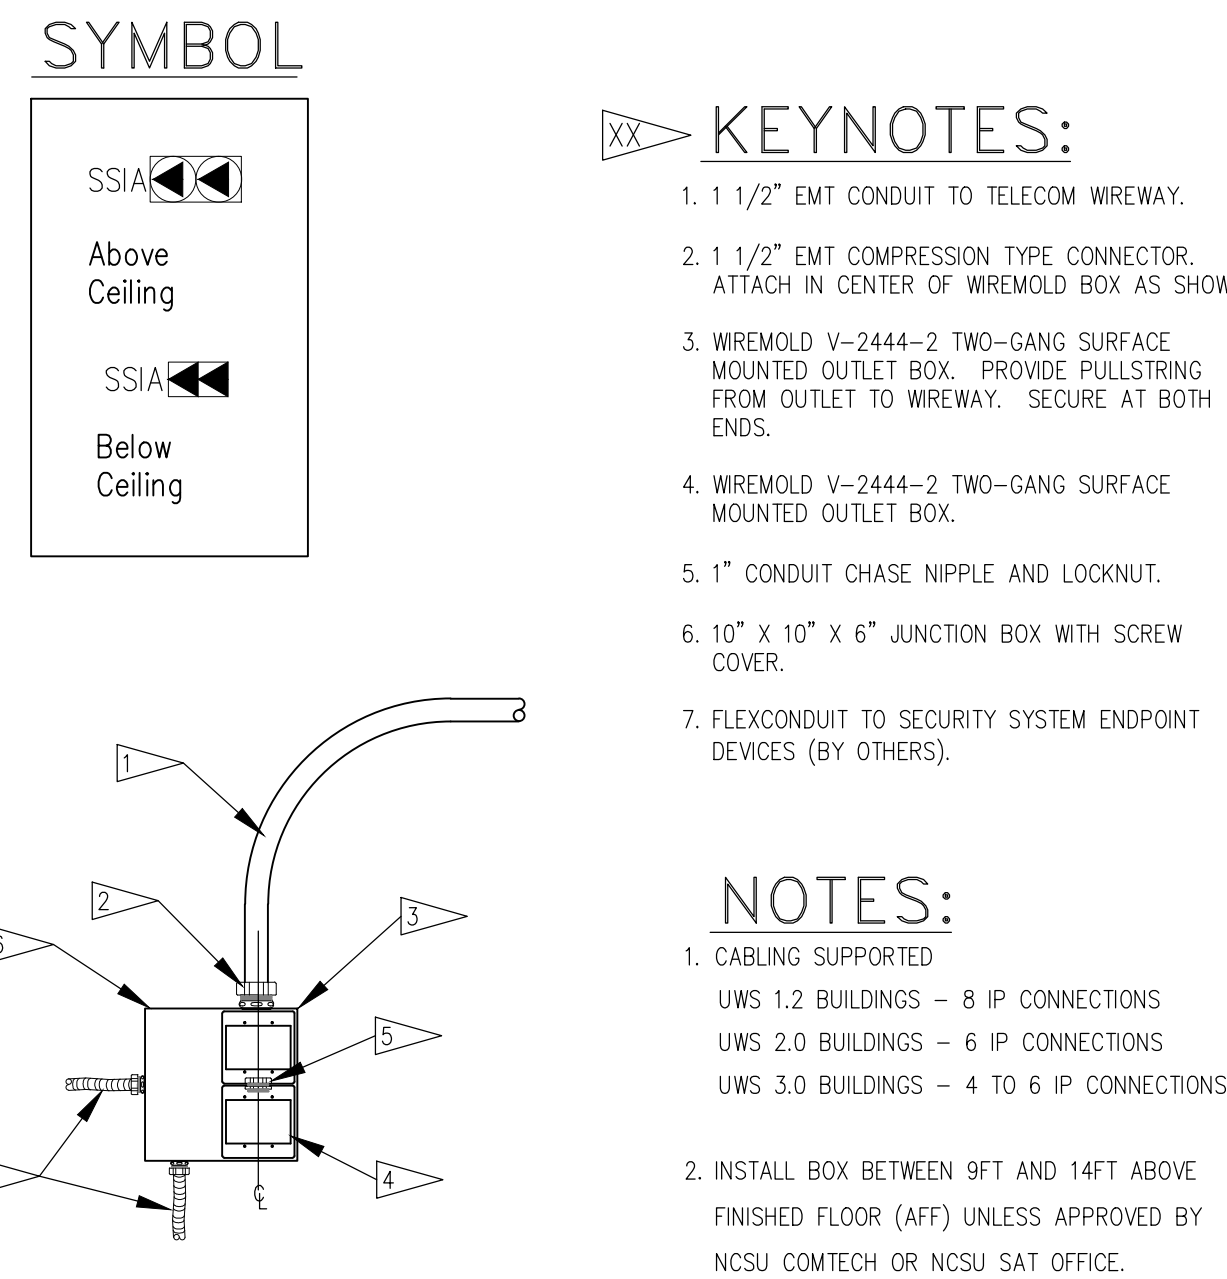 SYMBOL
SSIA
Above
Ceiling
SSIA
Below
Ceiling
XX KEYNOTES:
1. 1 1/2" EMT CONDUIT TO TELECOM WIREWAY.
2. 1 1/2" EMT COMPRESSION TYPE CONNECTOR.
ATTACH IN CENTER OF WIREMOLD BOX AS SHOW
3. WIREMOLD V-2444-2 TWO-GANG SURFACE
MOUNTED OUTLET BOX. PROVIDE PULLSTRING
FROM OUTLET TO WIREWAY. SECURE AT BOTH
ENDS.
4. WIREMOLD V-2444-2 TWO-GANG SURFACE
MOUNTED OUTLET BOX.
5. 1" CONDUIT CHASE NIPPLE AND LOCKNUT.
6. 10" X 10" X 6" JUNCTION BOX WITH SCREW
COVER.
7. FLEXCONDUIT TO SECURITY SYSTEM ENDPOINT
DEVICES (BY OTHERS).
1
2
3
6
5
4
℄
NOTES:
1. CABLING SUPPORTED
UWS 1.2 BUILDINGS - 8 IP CONNECTIONS
UWS 2.0 BUILDINGS - 6 IP CONNECTIONS
UWS 3.0 BUILDINGS - 4 TO 6 IP CONNECTIONS
2. INSTALL BOX BETWEEN 9FT AND 14FT ABOVE
FINISHED FLOOR (AFF) UNLESS APPROVED BY
NCSU COMTECH OR NCSU SAT OFFICE.